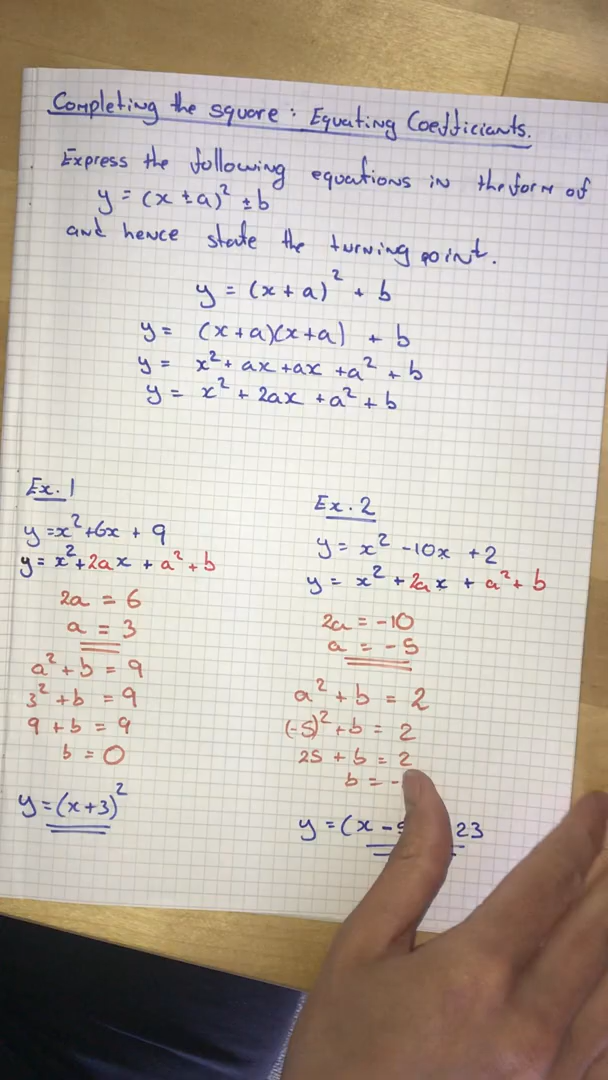 Completing the square : Equating Coefficiants.
Express the following equations in the form of
y = (x ± a)² ± b
and hence state the turning point.
y = (x + a)² + b
y = (x+a)(x+a) + b
y = x² + ax + ax + a² + b
y = x² + 2ax + a² + b
Ex. 1
y = x² + 6x + 9
y = x² + 2ax + a² + b
2a = 6
a = 3
a² + b = 9
3² + b = 9
9 + b = 9
b = 0
y = (x+3)²
Ex. 2
y = x² - 10x + 2
y = x² + 2ax + a² + b
2a = -10
a = -5
a² + b = 2
(-5)² + b = 2
25 + b = 2
b = -
y = (x - 23